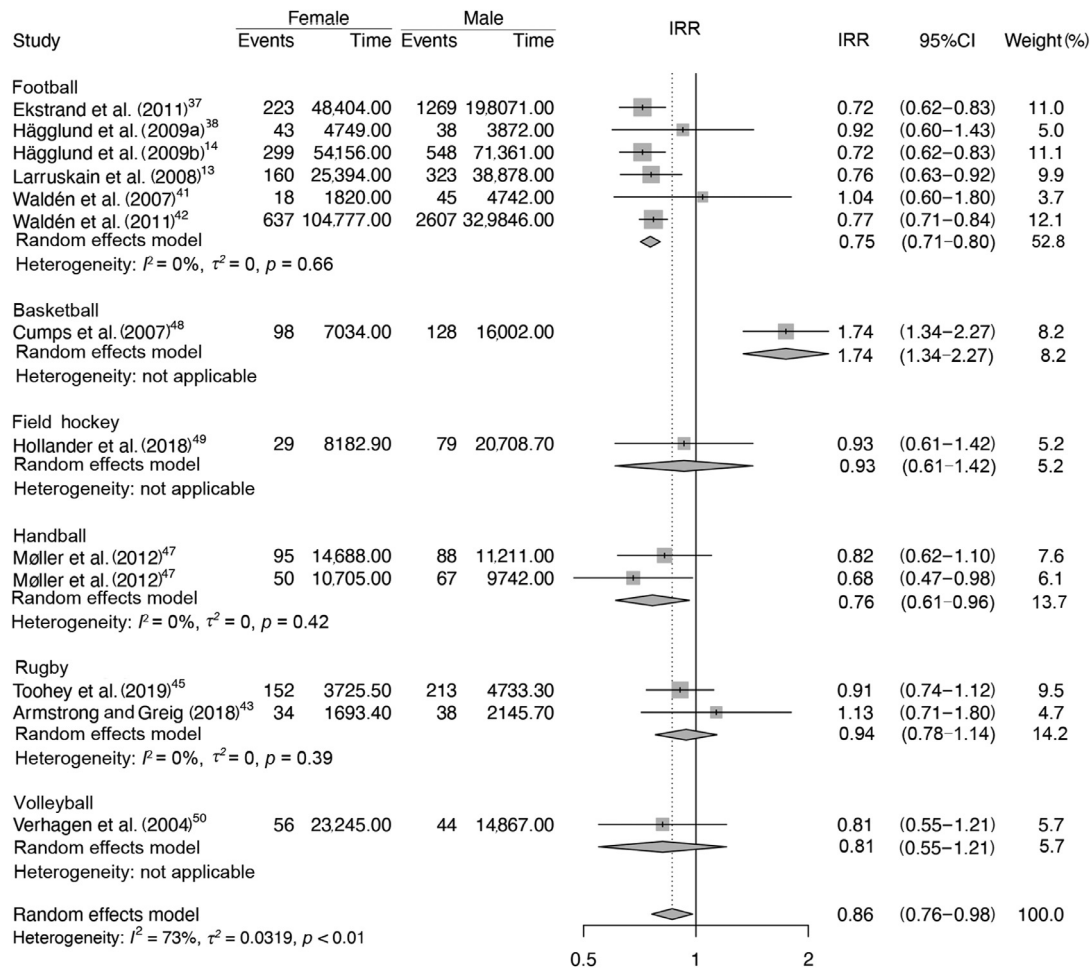 Female Male
Study Events Time Events Time IRR IRR 95%CI Weight(%)
Football
Ekstrand et al. (2011)37 223 48,404.00 1269 19,8071.00 0.72 (0.62–0.83) 11.0
Hägglund et al. (2009a)38 43 4749.00 38 3872.00 0.92 (0.60–1.43) 5.0
Hägglund et al. (2009b)14 299 54,156.00 548 71,361.00 0.72 (0.62–0.83) 11.1
Larruskain et al. (2008)13 160 25,394.00 323 38,878.00 0.76 (0.63–0.92) 9.9
Waldén et al. (2007)41 18 1820.00 45 4742.00 1.04 (0.60–1.80) 3.7
Waldén et al. (2011)42 637 104,777.00 2607 32,9846.00 0.77 (0.71–0.84) 12.1
Random effects model 0.75 (0.71–0.80) 52.8
Heterogeneity: I² = 0%, τ² = 0, p = 0.66
Basketball
Cumps et al. (2007)48 98 7034.00 128 16,002.00 1.74 (1.34–2.27) 8.2
Random effects model 1.74 (1.34–2.27) 8.2
Heterogeneity: not applicable
Field hockey
Hollander et al. (2018)49 29 8182.90 79 20,708.70 0.93 (0.61–1.42) 5.2
Random effects model 0.93 (0.61–1.42) 5.2
Heterogeneity: not applicable
Handball
Møller et al. (2012)47 95 14,688.00 88 11,211.00 0.82 (0.62–1.10) 7.6
Møller et al. (2012)47 50 10,705.00 67 9742.00 0.68 (0.47–0.98) 6.1
Random effects model 0.76 (0.61–0.96) 13.7
Heterogeneity: I² = 0%, τ² = 0, p = 0.42
Rugby
Toohey et al. (2019)45 152 3725.50 213 4733.30 0.91 (0.74–1.12) 9.5
Armstrong and Greig (2018)43 34 1693.40 38 2145.70 1.13 (0.71–1.80) 4.7
Random effects model 0.94 (0.78–1.14) 14.2
Heterogeneity: I² = 0%, τ² = 0, p = 0.39
Volleyball
Verhagen et al. (2004)50 56 23,245.00 44 14,867.00 0.81 (0.55–1.21) 5.7
Random effects model 0.81 (0.55–1.21) 5.7
Heterogeneity: not applicable
Random effects model 0.86 (0.76–0.98) 100.0
Heterogeneity: I² = 73%, τ² = 0.0319, p < 0.01
0.5 1 2